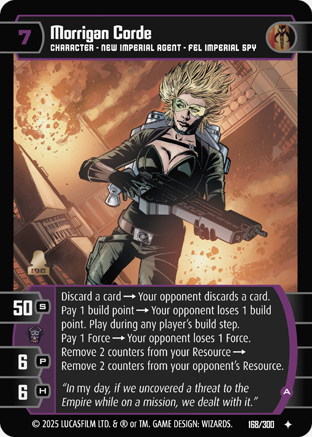 7
Morrigan Corde
CHARACTER • NEW IMPERIAL AGENT • FEL IMPERIAL SPY
50 S
6 P
6 H
Discard a card → Your opponent discards a card.
Pay 1 build point → Your opponent loses 1 build
point. Play during any player's build step.
Pay 1 Force → Your opponent loses 1 Force.
Remove 2 counters from your Resource →
Remove 2 counters from your opponent's Resource.
"In my day, if we uncovered a threat to the
Empire while on a mission, we dealt with it."
A
© 2025 LUCASFILM LTD. & ® or TM. GAME DESIGN: WIZARDS.
168/300